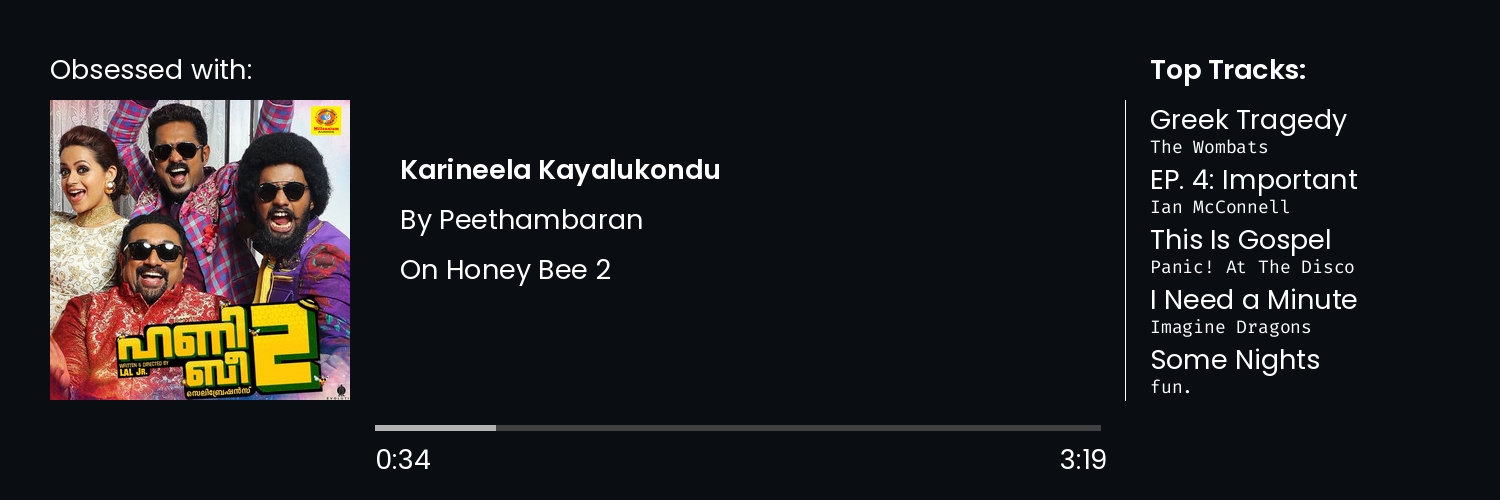 Obsessed with:
Millennium
ഹണി
ബീ
2
WRITTEN & DIRECTED BY
LAL Jr.
സെലിബ്രേഷൻസ്
Karineela Kayalukondu
By Peethambaran
On Honey Bee 2
0:34
3:19
Top Tracks:
Greek Tragedy
The Wombats
EP. 4: Important
Ian McConnell
This Is Gospel
Panic! At The Disco
I Need a Minute
Imagine Dragons
Some Nights
fun.